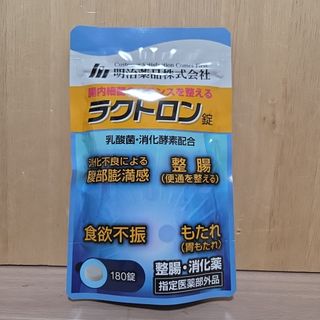 Customer Satisfaction Comes First
明治薬品株式会社
腸内細菌のバランスを整える
ラクトロン錠
乳酸菌・消化酵素配合
消化不良による
腹部膨満感
整腸
(便通を整える)
食欲不振
もたれ
(胃もたれ)
180錠
整腸・消化薬
指定医薬部外品